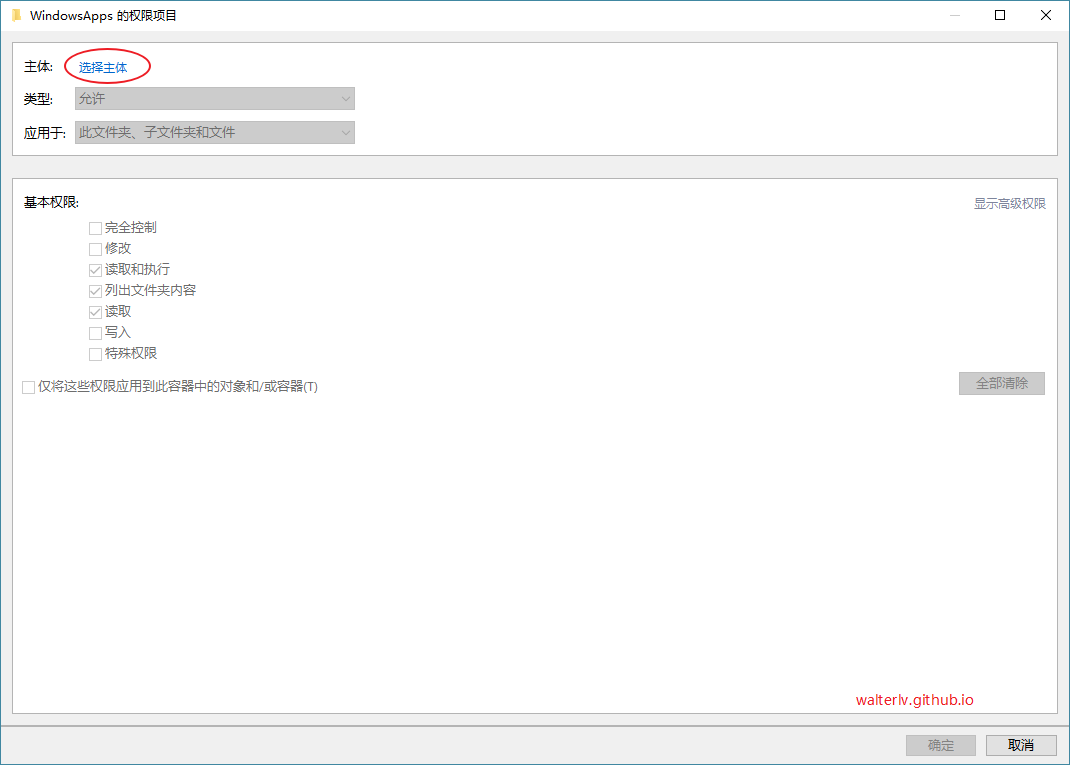 WindowsApps 的权限项目
主体: 选择主体
类型: 允许
应用于: 此文件夹、子文件夹和文件
基本权限: 显示高级权限
完全控制
修改
读取和执行
列出文件夹内容
读取
写入
特殊权限
仅将这些权限应用到此容器中的对象和/或容器(T) 全部清除
walterlv.github.io
确定 取消